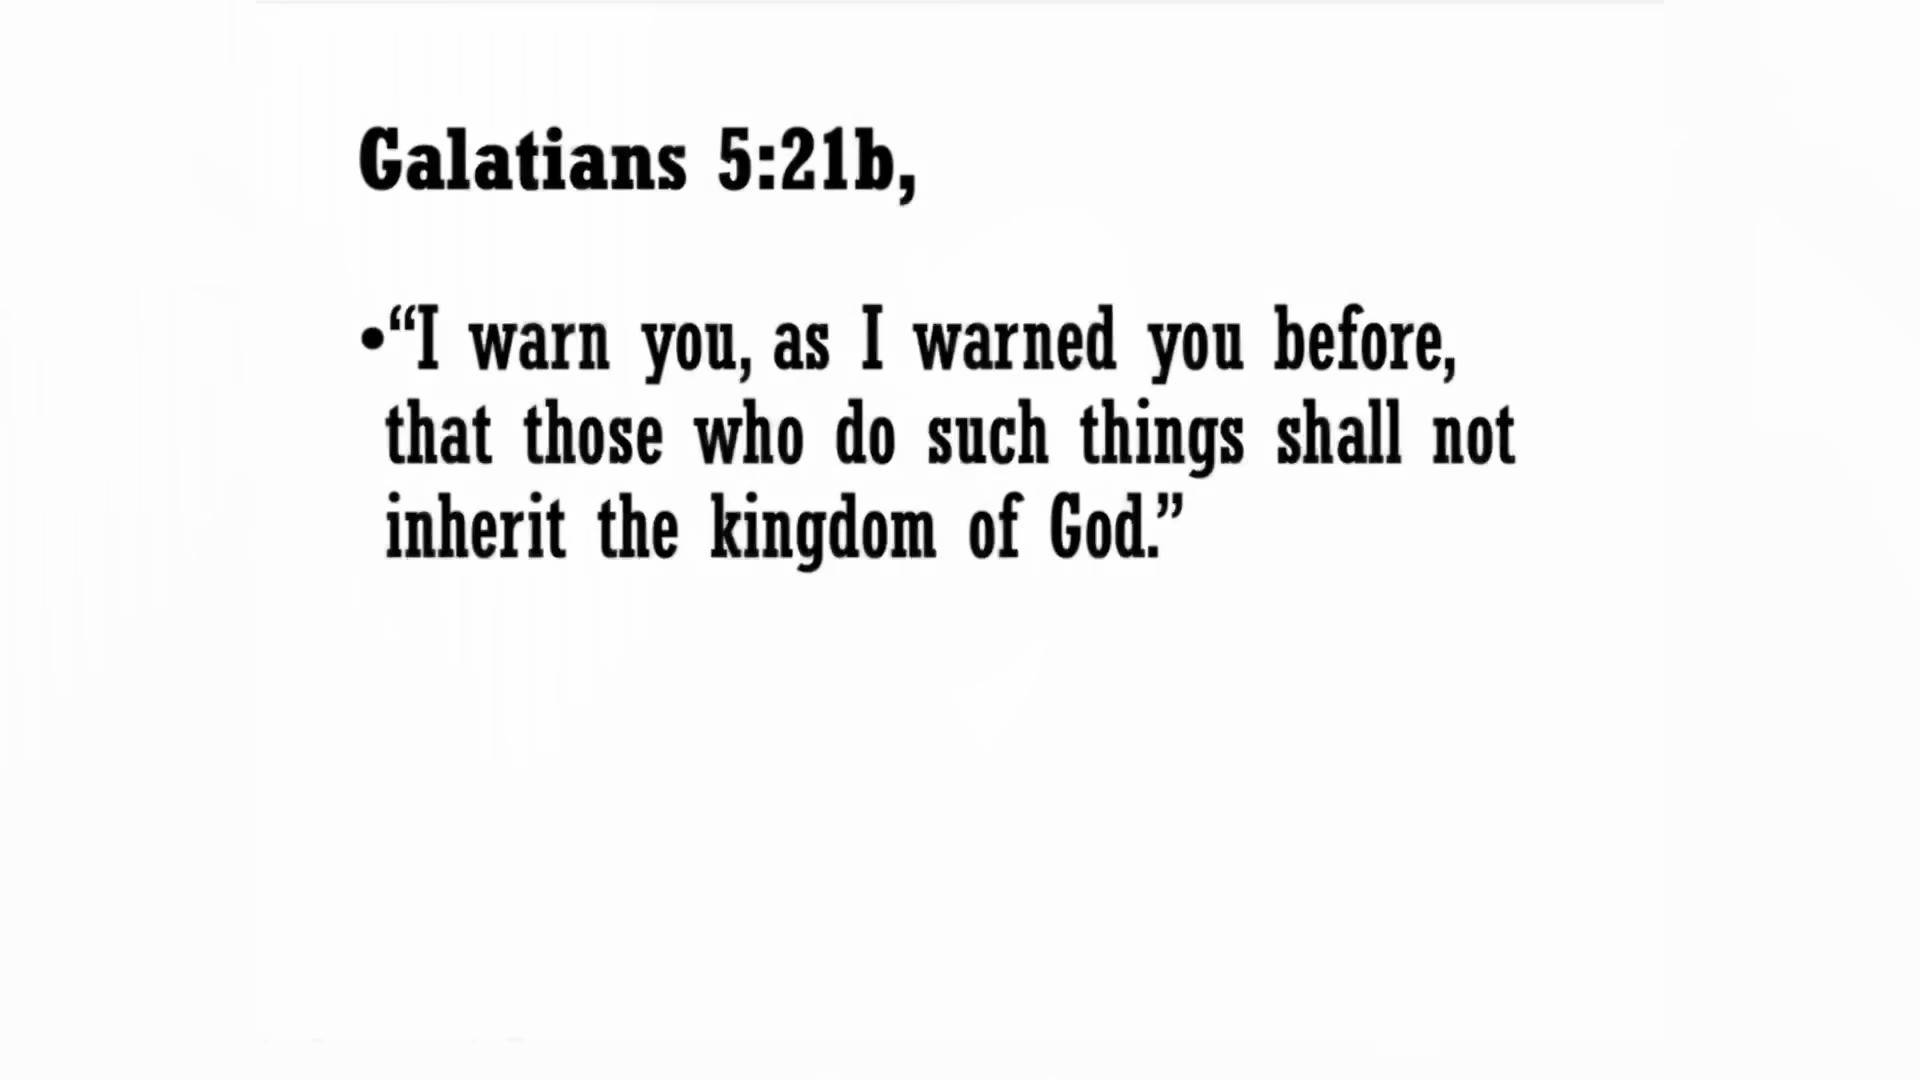 Galatians 5:21b,
•“I warn you, as I warned you before,
that those who do such things shall not
inherit the kingdom of God.”